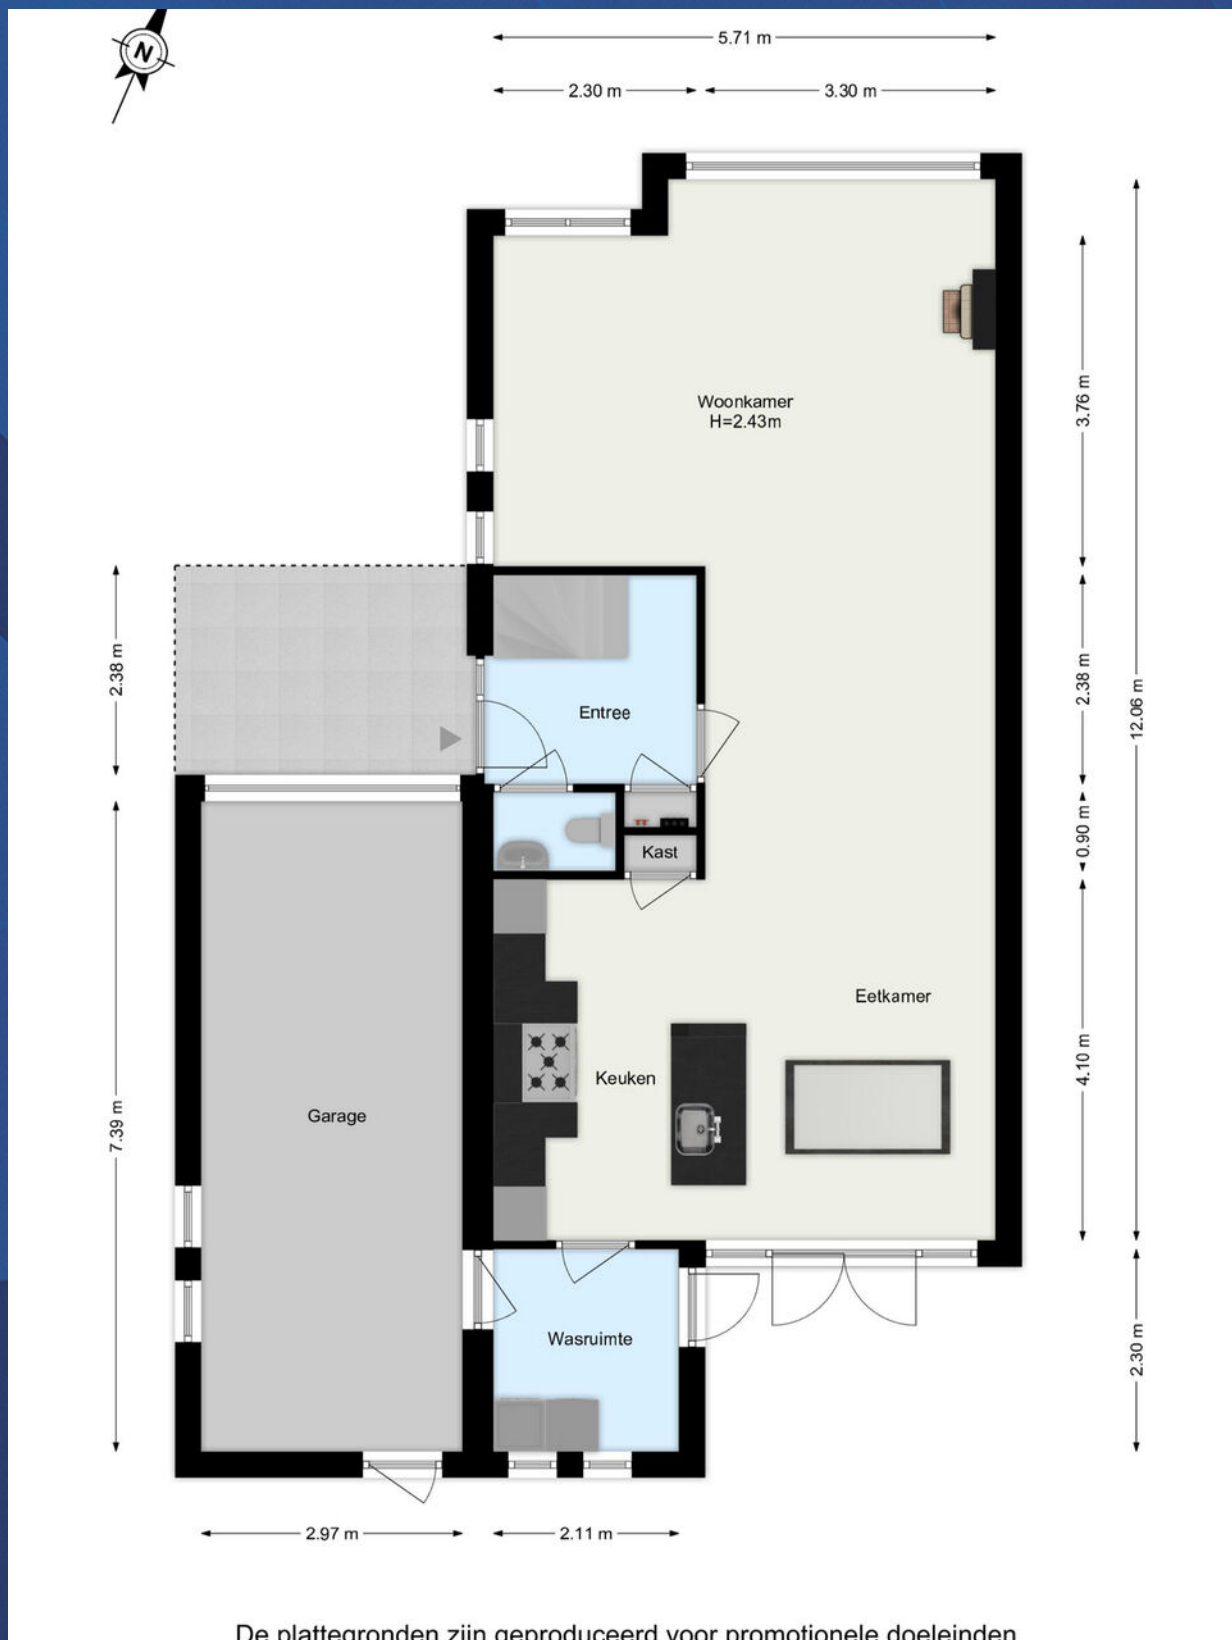 N
5.71 m
2.30 m
3.30 m
Woonkamer
H=2.43m
3.76 m
2.38 m
2.38 m
12.06 m
Entree
0.90 m
Kast
Eetkamer
4.10 m
Keuken
7.39 m
Garage
Wasruimte
2.30 m
2.97 m
2.11 m
De plattegronden zijn geproduceerd voor promotionele doeleinden